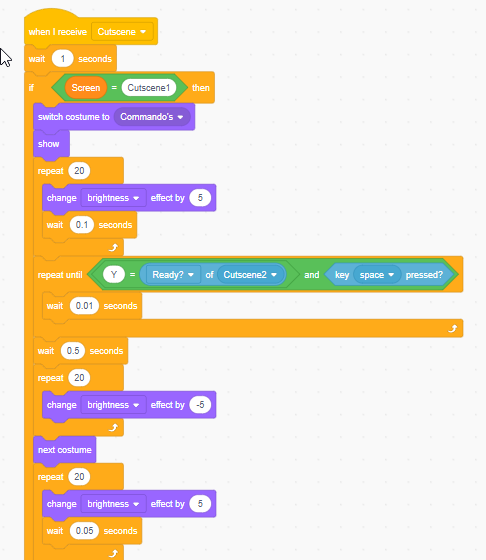 when I receive Cutscene
wait 1 seconds
if Screen = Cutscene1 then
switch costume to Commando's
show
repeat 20
change brightness effect by 5
wait 0.1 seconds
repeat until Y = Ready? of Cutscene2 and key space pressed?
wait 0.01 seconds
wait 0.5 seconds
repeat 20
change brightness effect by -5
next costume
repeat 20
change brightness effect by 5
wait 0.05 seconds